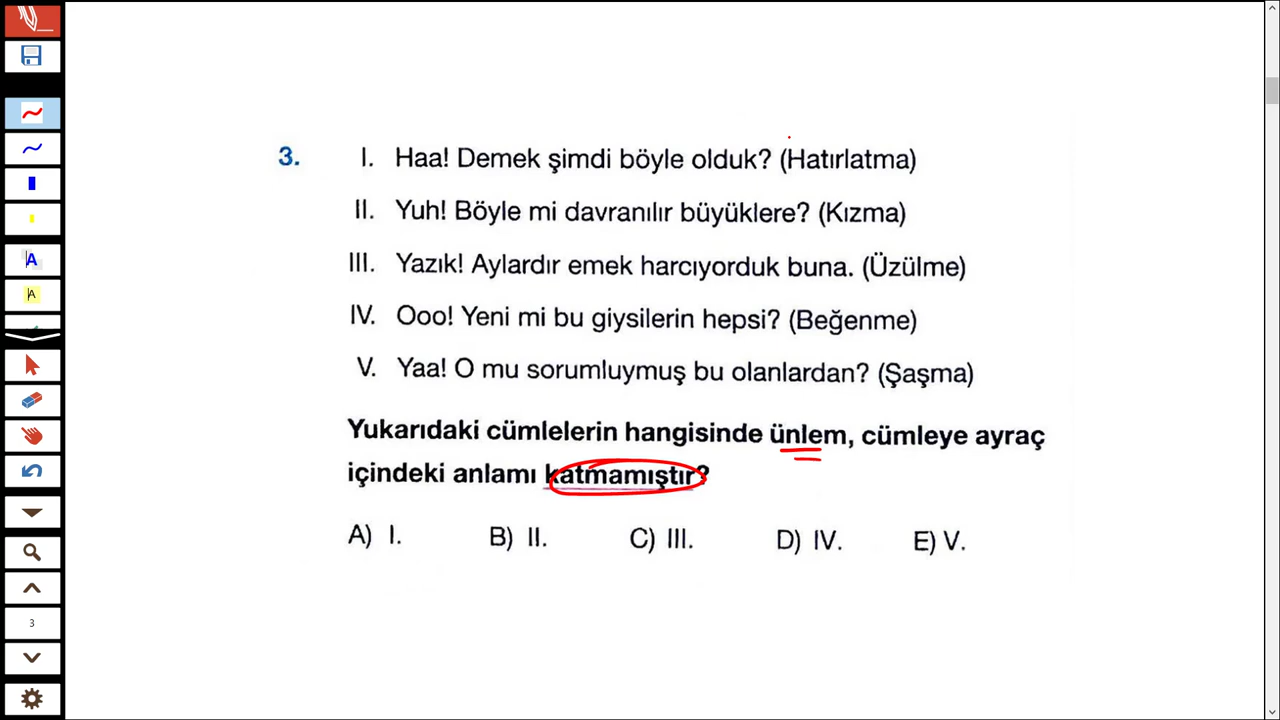 3. I. Haa! Demek şimdi böyle olduk? (Hatırlatma)
II. Yuh! Böyle mi davranılır büyüklere? (Kızma)
III. Yazık! Aylardır emek harcıyorduk buna. (Üzülme)
IV. Ooo! Yeni mi bu giysilerin hepsi? (Beğenme)
V. Yaa! O mu sorumluymuş bu olanlardan? (Şaşma)
Yukarıdaki cümlelerin hangisinde ünlem, cümleye ayraç
içindeki anlamı katmamıştır?
A) I. B) II. C) III. D) IV. E) V.
A
A
3